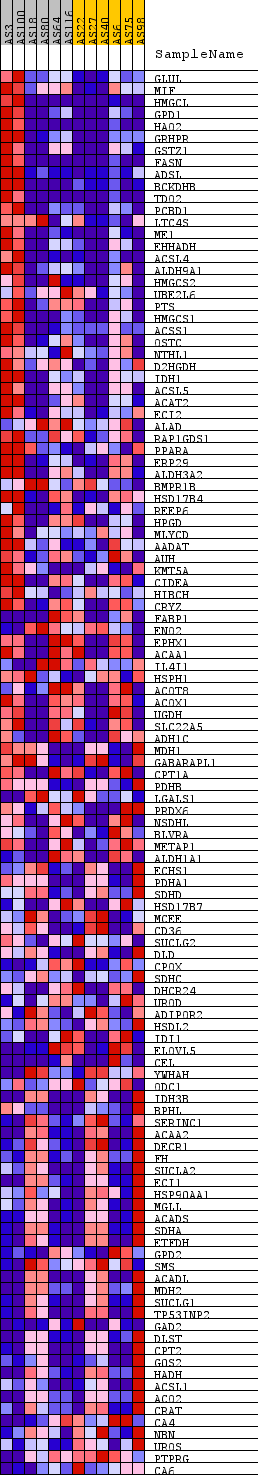 AS3 AS100 AS18 AS80 AS64 AS116 AS22 AS27 AS40 AS6 AS75 AS98
SampleName
GLUL
MIF
HMGCL
GPD1
HAO2
GRHPR
GSTZ1
FASN
ADSL
BCKDHB
TDO2
PCBD1
LTC4S
ME1
EHHADH
ACSL4
ALDH9A1
HMGCS2
UBE2L6
PTS
HMGCS1
ACSS1
OSTC
NTHL1
D2HGDH
IDH1
ACSL5
ACAT2
ECI2
ALAD
RAP1GDS1
PPARA
ERP29
ALDH3A2
BMPR1B
HSD17B4
REEP6
HPGD
MLYCD
AADAT
AUH
KMT5A
CIDEA
HIBCH
CRYZ
FABP1
ENO2
EPHX1
ACAA1
IL4I1
HSPH1
ACOT8
ACOX1
UGDH
SLC22A5
ADH1C
MDH1
GABARAPL1
CPT1A
PDHB
LGALS1
PRDX6
NSDHL
BLVRA
METAP1
ALDH1A1
ECHS1
PDHA1
SDHD
HSD17B7
MCEE
CD36
SUCLG2
DLD
CPOX
SDHC
DHCR24
UROD
ADIPOR2
HSDL2
IDI1
ELOVL5
CEL
YWHAH
ODC1
IDH3B
BPHL
SERINC1
ACAA2
DECR1
FH
SUCLA2
ECI1
HSP90AA1
MGLL
ACADS
SDHA
ETFDH
GPD2
SMS
ACADL
MDH2
SUCLG1
TP53INP2
GAD2
DLST
CPT2
G0S2
HADH
ACSL1
ACO2
CRAT
CA4
NBN
UROS
PTPRG
CA6